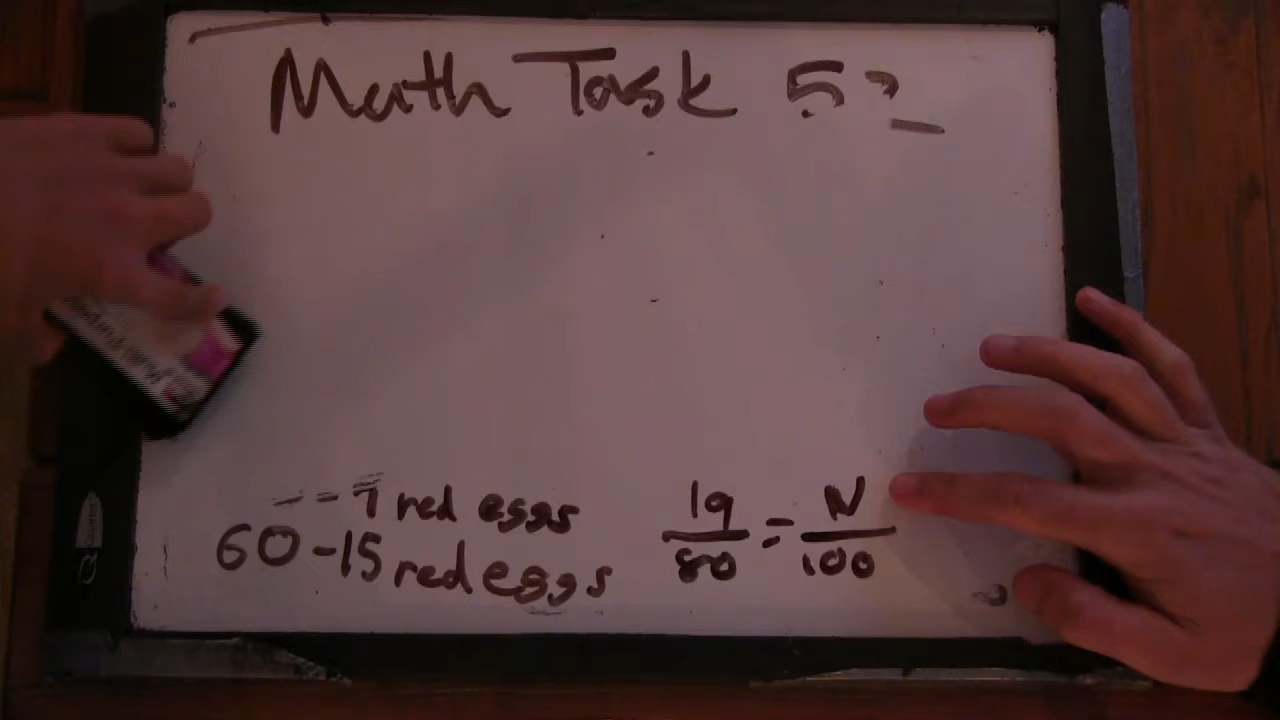 Math Task 5
7 red eggs
60-15 red eggs
19/80 = N/100